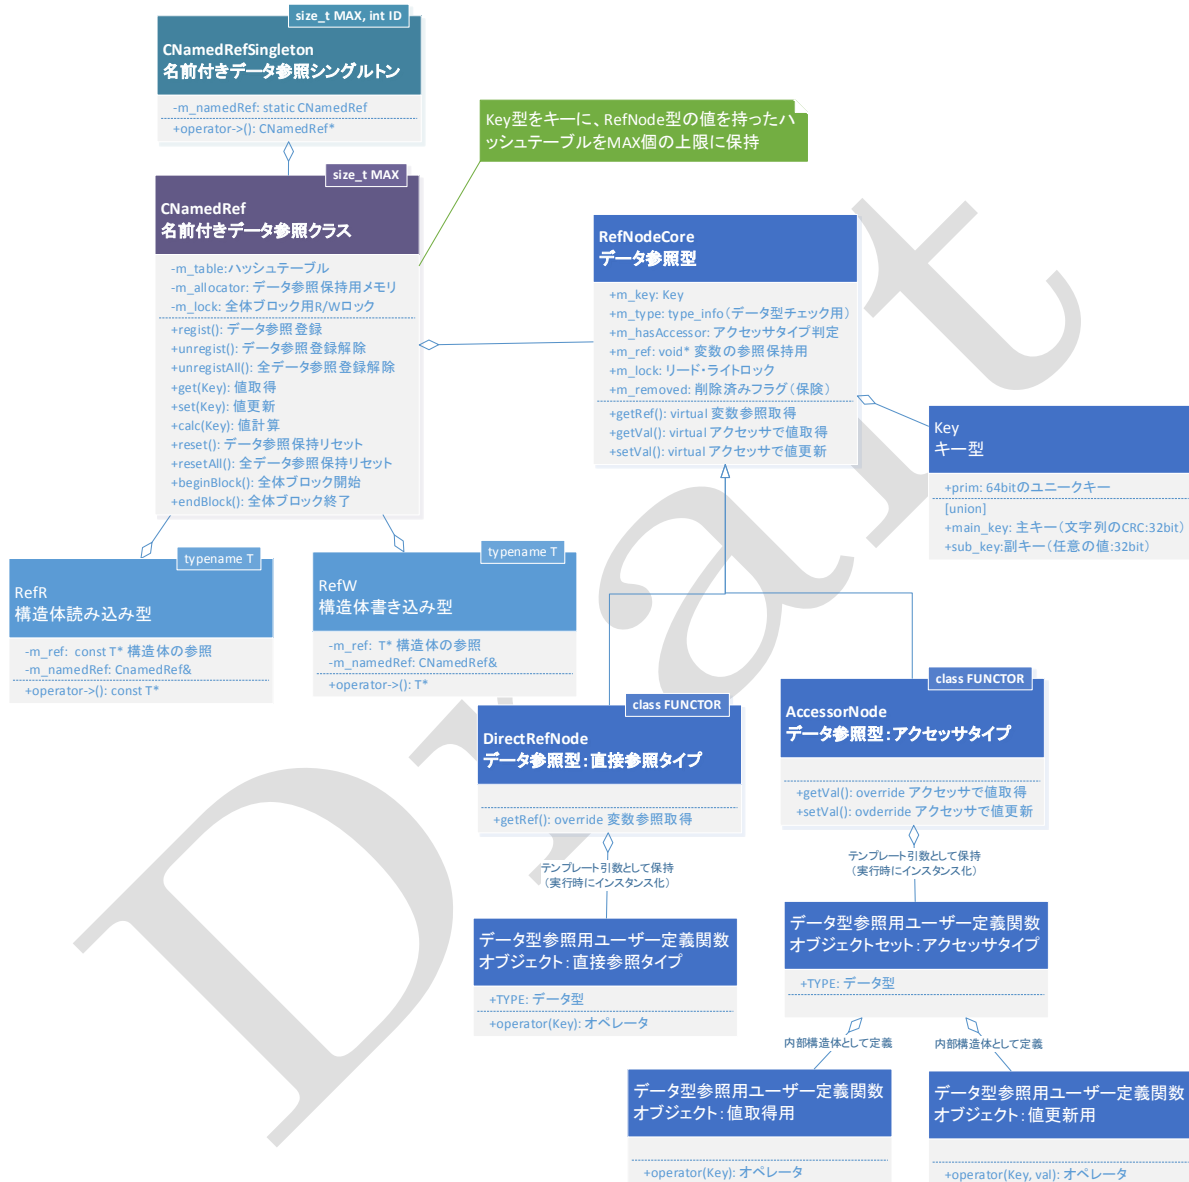 size_t MAX, int ID
CNamedRefSingleton
名前付きデータ参照シングルトン
-m_namedRef: static CNamedRef
+operator->(): CNamedRef*
Key型をキーに、RefNode型の値を持ったハ
ッシュテーブルをMAX個の上限に保持
size_t MAX
CNamedRef
名前付きデータ参照クラス
-m_table:ハッシュテーブル
-m_allocator: データ参照保持用メモリ
-m_lock: 全体ブロック用R/Wロック
+regist(): データ参照登録
+unregist(): データ参照登録解除
+unregistAll(): 全データ参照登録解除
+get(Key): 値取得
+set(Key): 値更新
+calc(Key): 値計算
+reset(): データ参照保持リセット
+resetAll(): 全データ参照保持リセット
+beginBlock(): 全体ブロック開始
+endBlock(): 全体ブロック終了
RefNodeCore
データ参照型
+m_key: Key
+m_type: type_info（データ型チェック用）
+m_hasAccessor: アクセッサタイプ判定
+m_ref: void* 変数の参照保持用
+m_lock: リード・ライトロック
+m_removed: 削除済みフラグ（保険）
+getRef(): virtual 変数参照取得
+getVal(): virtual アクセッサで値取得
+setVal(): virtual アクセッサで値更新
Key
キー型
+prim: 64bitのユニークキー
[union]
+main_key: 主キー（文字列のCRC:32bit）
+sub_key:副キー（任意の値:32bit）
typename T
RefR
構造体読み込み型
-m_ref: const T* 構造体の参照
-m_namedRef: CnamedRef&
+operator->(): const T*
typename T
RefW
構造体書き込み型
-m_ref: T* 構造体の参照
-m_namedRef: CNamedRef&
+operator->(): T*
class FUNCTOR
DirectRefNode
データ参照型：直接参照タイプ
+getRef(): override 変数参照取得
class FUNCTOR
AccessorNode
データ参照型：アクセッサタイプ
+getVal(): override アクセッサで値取得
+setVal(): ovderride アクセッサで値更新
テンプレート引数として保持
（実行時にインスタンス化）
テンプレート引数として保持
（実行時にインスタンス化）
データ型参照用ユーザー定義関数
オブジェクト：直接参照タイプ
+TYPE: データ型
+operator(Key): オペレータ
データ型参照用ユーザー定義関数
オブジェクトセット：アクセッサタイプ
+TYPE: データ型
内部構造体として定義
内部構造体として定義
データ型参照用ユーザー定義関数
オブジェクト：値取得用
+operator(Key): オペレータ
データ型参照用ユーザー定義関数
オブジェクト：値更新用
+operator(Key, val): オペレータ
Draft